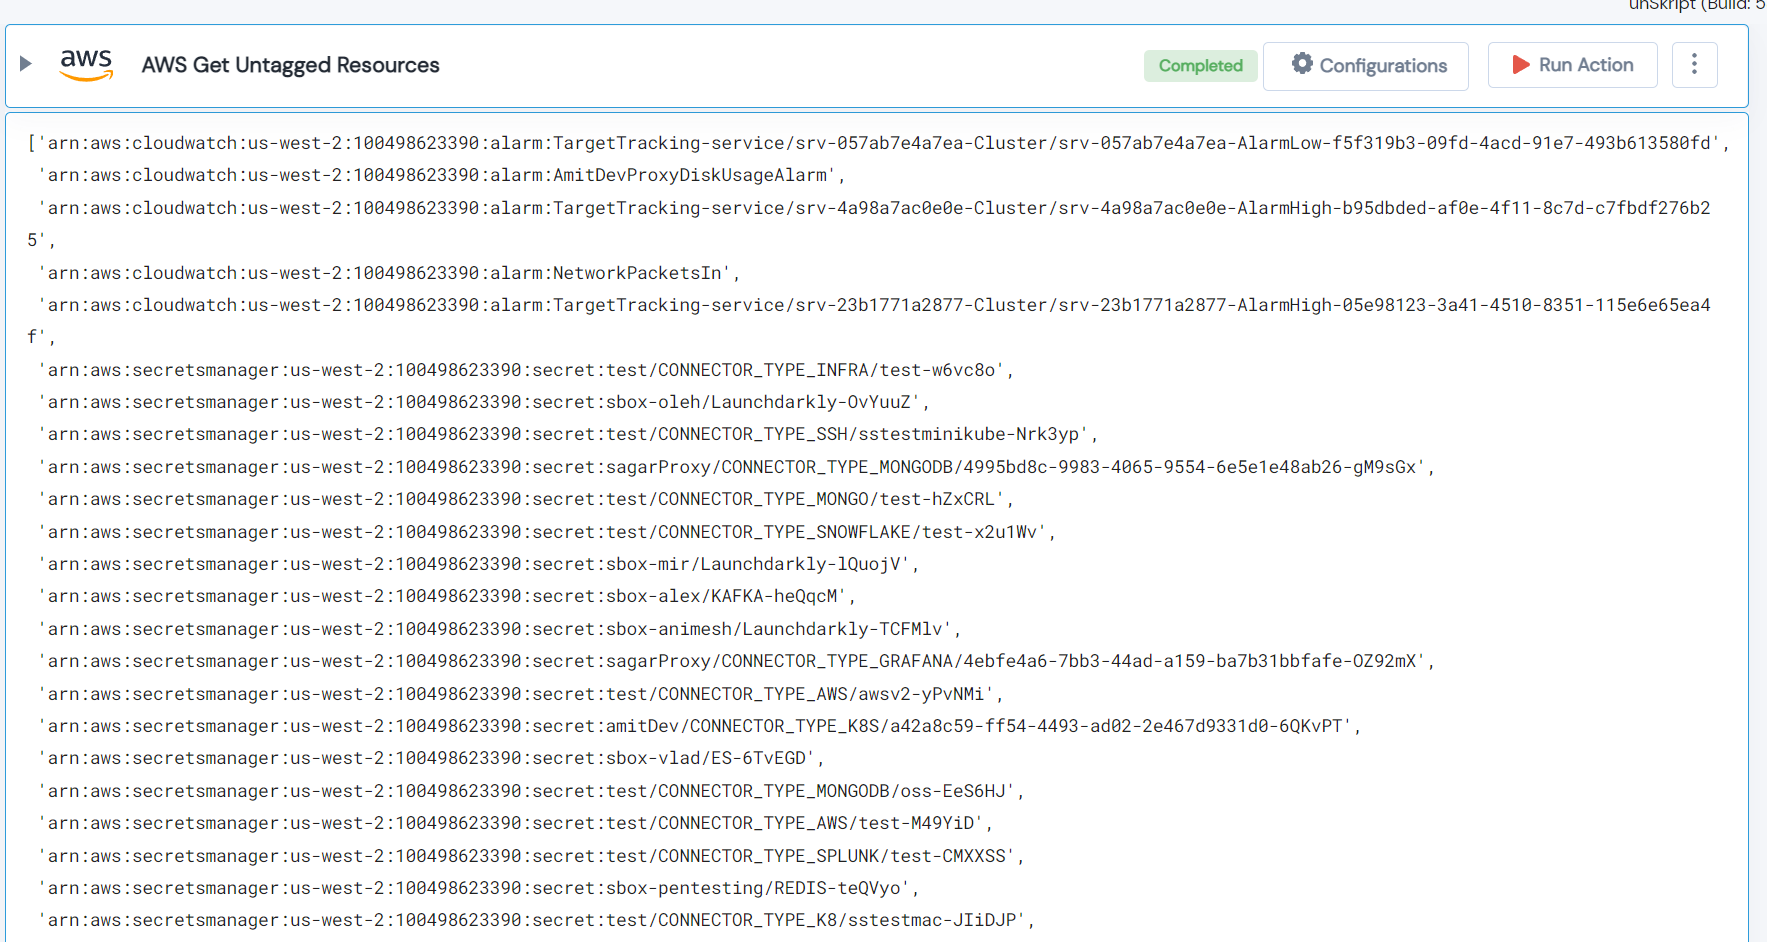 unSkript (Build: 5
aws
AWS Get Untagged Resources
Completed
Configurations
Run Action
['arn:aws:cloudwatch:us-west-2:100498623390:alarm:TargetTracking-service/srv-057ab7e4a7ea-Cluster/srv-057ab7e4a7ea-AlarmLow-f5f319b3-09fd-4acd-91e7-493b613580fd',
'arn:aws:cloudwatch:us-west-2:100498623390:alarm:AmitDevProxyDiskUsageAlarm',
'arn:aws:cloudwatch:us-west-2:100498623390:alarm:TargetTracking-service/srv-4a98a7ac0e0e-Cluster/srv-4a98a7ac0e0e-AlarmHigh-b95dbded-af0e-4f11-8c7d-c7fbdf276b2
5',
'arn:aws:cloudwatch:us-west-2:100498623390:alarm:NetworkPacketsIn',
'arn:aws:cloudwatch:us-west-2:100498623390:alarm:TargetTracking-service/srv-23b1771a2877-Cluster/srv-23b1771a2877-AlarmHigh-05e98123-3a41-4510-8351-115e6e65ea4
f',
'arn:aws:secretsmanager:us-west-2:100498623390:secret:test/CONNECTOR_TYPE_INFRA/test-w6vc8o',
'arn:aws:secretsmanager:us-west-2:100498623390:secret:sbox-oleh/Launchdarkly-OvYuuZ',
'arn:aws:secretsmanager:us-west-2:100498623390:secret:test/CONNECTOR_TYPE_SSH/sstestminikube-Nrk3yp',
'arn:aws:secretsmanager:us-west-2:100498623390:secret:sagarProxy/CONNECTOR_TYPE_MONGODB/4995bd8c-9983-4065-9554-6e5e1e48ab26-gM9sGx',
'arn:aws:secretsmanager:us-west-2:100498623390:secret:test/CONNECTOR_TYPE_MONGO/test-hZxCRL',
'arn:aws:secretsmanager:us-west-2:100498623390:secret:test/CONNECTOR_TYPE_SNOWFLAKE/test-x2u1Wv',
'arn:aws:secretsmanager:us-west-2:100498623390:secret:sbox-mir/Launchdarkly-lQuojV',
'arn:aws:secretsmanager:us-west-2:100498623390:secret:sbox-alex/KAFKA-heQqcM',
'arn:aws:secretsmanager:us-west-2:100498623390:secret:sbox-animesh/Launchdarkly-TCFMlv',
'arn:aws:secretsmanager:us-west-2:100498623390:secret:sagarProxy/CONNECTOR_TYPE_GRAFANA/4ebfe4a6-7bb3-44ad-a159-ba7b31bbfafe-OZ92mX',
'arn:aws:secretsmanager:us-west-2:100498623390:secret:test/CONNECTOR_TYPE_AWS/awsv2-yPvNMi',
'arn:aws:secretsmanager:us-west-2:100498623390:secret:amitDev/CONNECTOR_TYPE_K8S/a42a8c59-ff54-4493-ad02-2e467d9331d0-6QKvPT',
'arn:aws:secretsmanager:us-west-2:100498623390:secret:sbox-vlad/ES-6TvEGD',
'arn:aws:secretsmanager:us-west-2:100498623390:secret:test/CONNECTOR_TYPE_MONGODB/oss-EeS6HJ',
'arn:aws:secretsmanager:us-west-2:100498623390:secret:test/CONNECTOR_TYPE_AWS/test-M49YiD',
'arn:aws:secretsmanager:us-west-2:100498623390:secret:test/CONNECTOR_TYPE_SPLUNK/test-CMXXSS',
'arn:aws:secretsmanager:us-west-2:100498623390:secret:sbox-pentesting/REDIS-teQVyo',
'arn:aws:secretsmanager:us-west-2:100498623390:secret:test/CONNECTOR_TYPE_K8/sstestmac-JIiDJP',